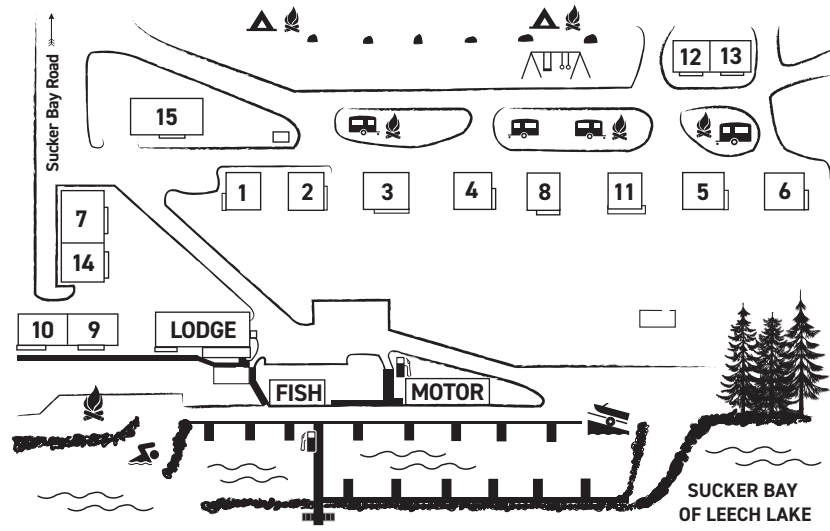 Sucker Bay Road
12 13
15
1 2 3 4 8 11 5 6
7
14
10 9 LODGE
FISH MOTOR
SUCKER BAY
OF LEECH LAKE